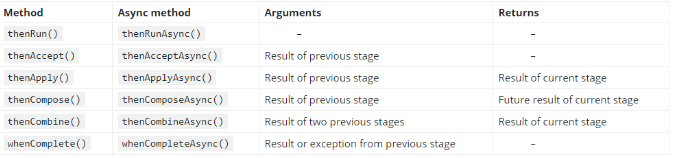 Method Async method Arguments Returns
thenRun() thenRunAsync() – –
thenAccept() thenAcceptAsync() Result of previous stage –
thenApply() thenApplyAsync() Result of previous stage Result of current stage
thenCompose() thenComposeAsync() Result of previous stage Future result of current stage
thenCombine() thenCombineAsync() Result of two previous stages Result of current stage
whenComplete() whenCompleteAsync() Result or exception from previous stage –